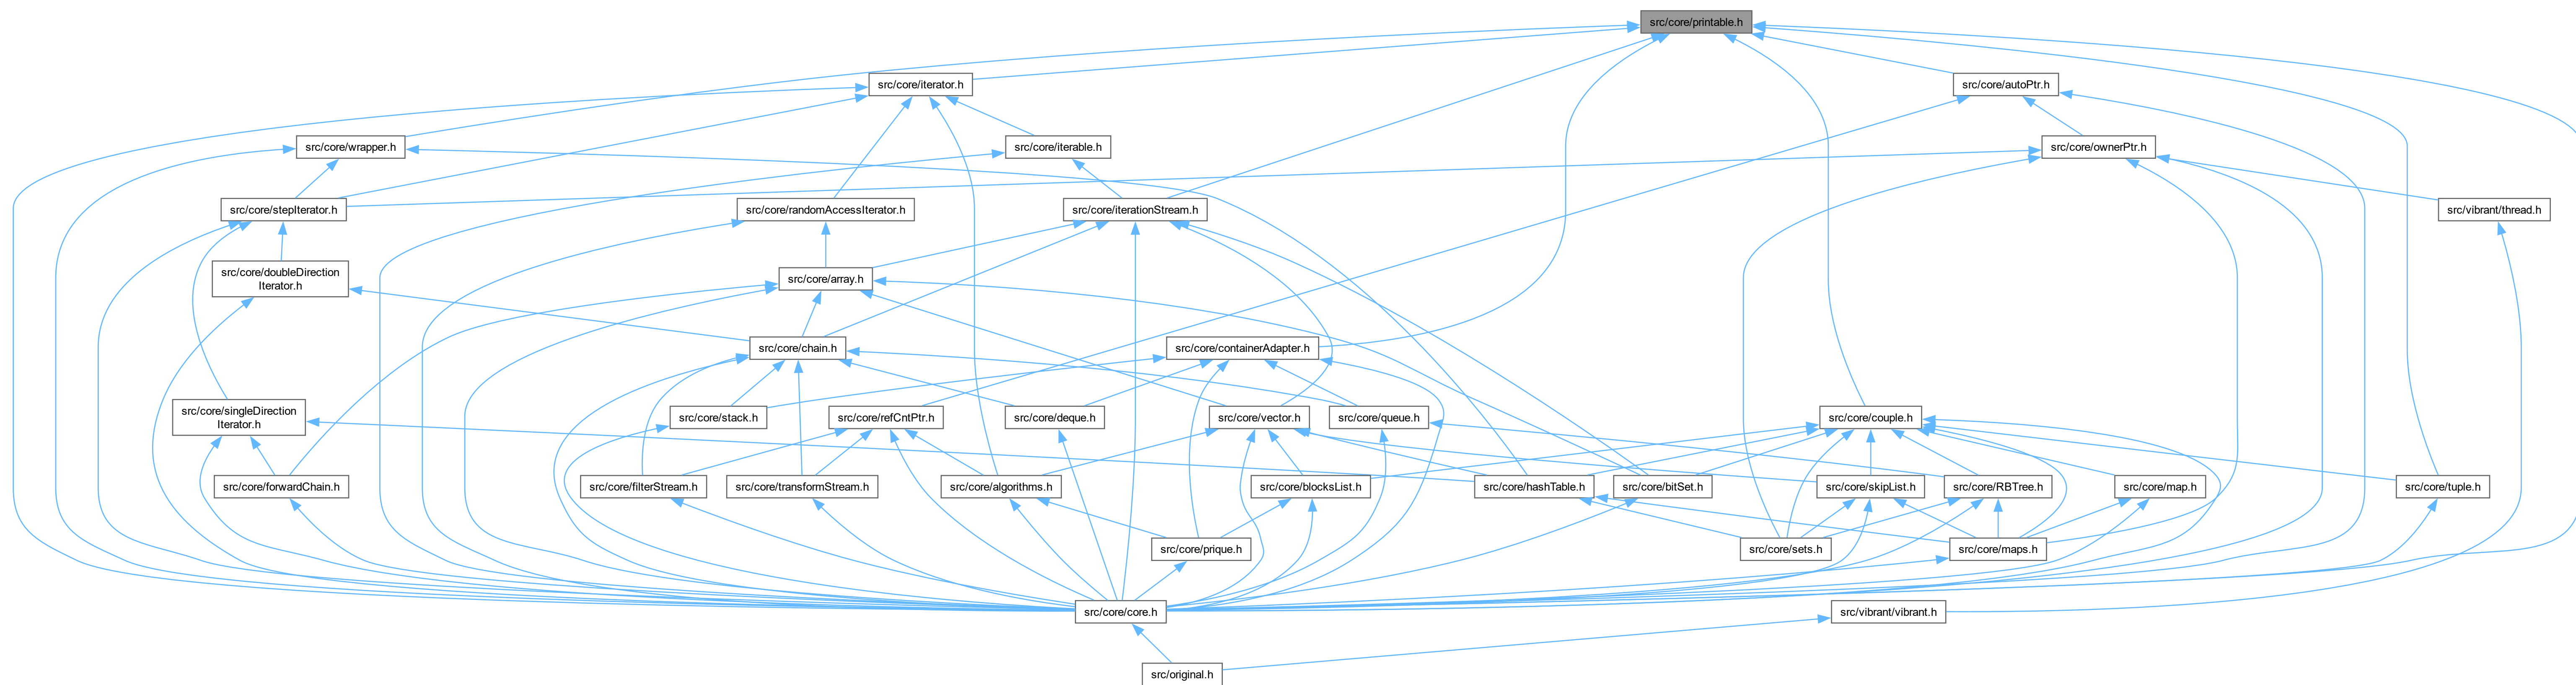 src/core/printable.h
src/core/iterator.h
src/core/autoPtr.h
src/core/wrapper.h
src/core/iterable.h
src/core/ownerPtr.h
src/core/stepIterator.h
src/core/randomAccessIterator.h
src/core/iterationStream.h
src/vibrant/thread.h
src/core/doubleDirection
Iterator.h
src/core/array.h
src/core/chain.h
src/core/containerAdapter.h
src/core/singleDirection
Iterator.h
src/core/stack.h
src/core/refCntPtr.h
src/core/deque.h
src/core/vector.h
src/core/queue.h
src/core/couple.h
src/core/forwardChain.h
src/core/filterStream.h
src/core/transformStream.h
src/core/algorithms.h
src/core/blocksList.h
src/core/hashTable.h
src/core/bitSet.h
src/core/skipList.h
src/core/RBTree.h
src/core/map.h
src/core/tuple.h
src/core/prique.h
src/core/sets.h
src/core/maps.h
src/core/core.h
src/vibrant/vibrant.h
src/original.h